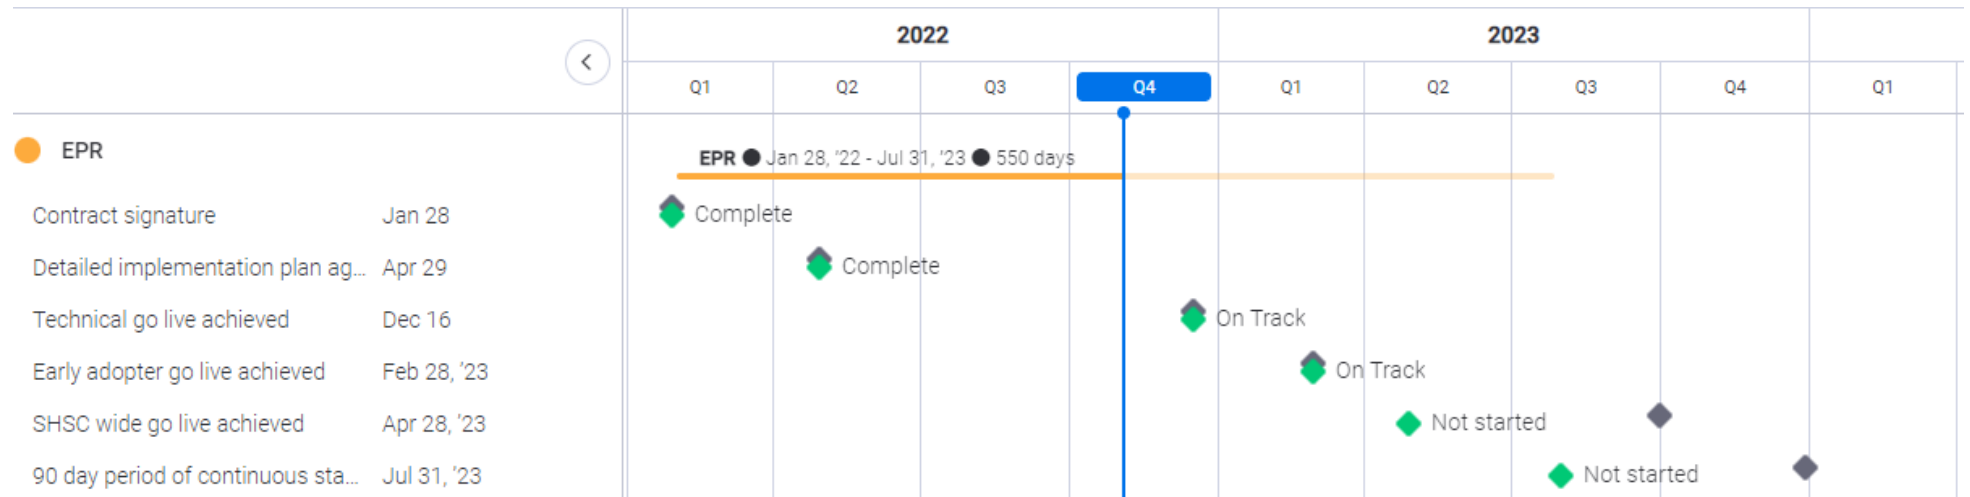 2022 2023
Q1 Q2 Q3 Q4 Q1 Q2 Q3 Q4 Q1
EPR
EPR ● Jan 28, '22 - Jul 31, '23 ● 550 days
Contract signature Jan 28 Complete
Detailed implementation plan ag... Apr 29 Complete
Technical go live achieved Dec 16 On Track
Early adopter go live achieved Feb 28, '23 On Track
SHSC wide go live achieved Apr 28, '23 Not started
90 day period of continuous sta... Jul 31, '23 Not started